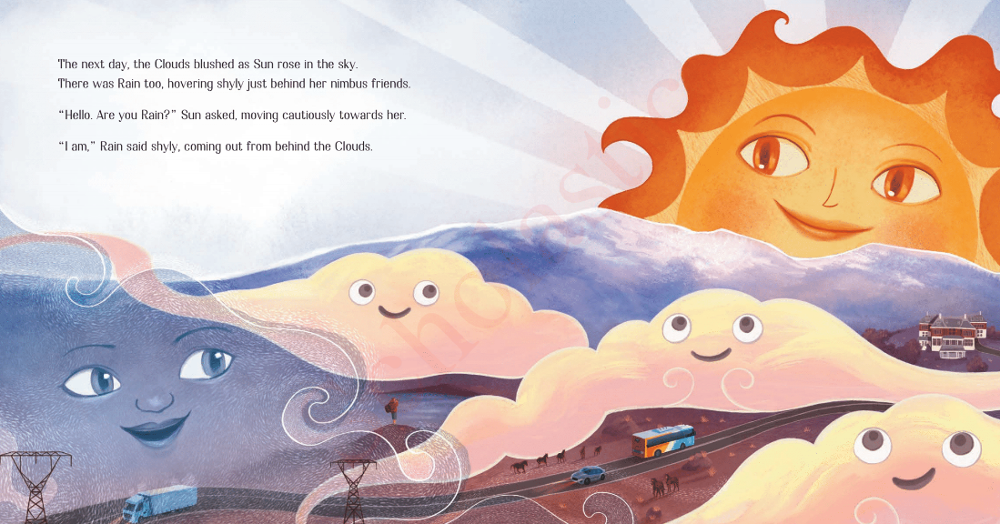 The next day, the Clouds blushed as Sun rose in the sky.
There was Rain too, hovering shyly just behind her nimbus friends.
“Hello. Are you Rain?” Sun asked, moving cautiously towards her.
“I am,” Rain said shyly, coming out from behind the Clouds.